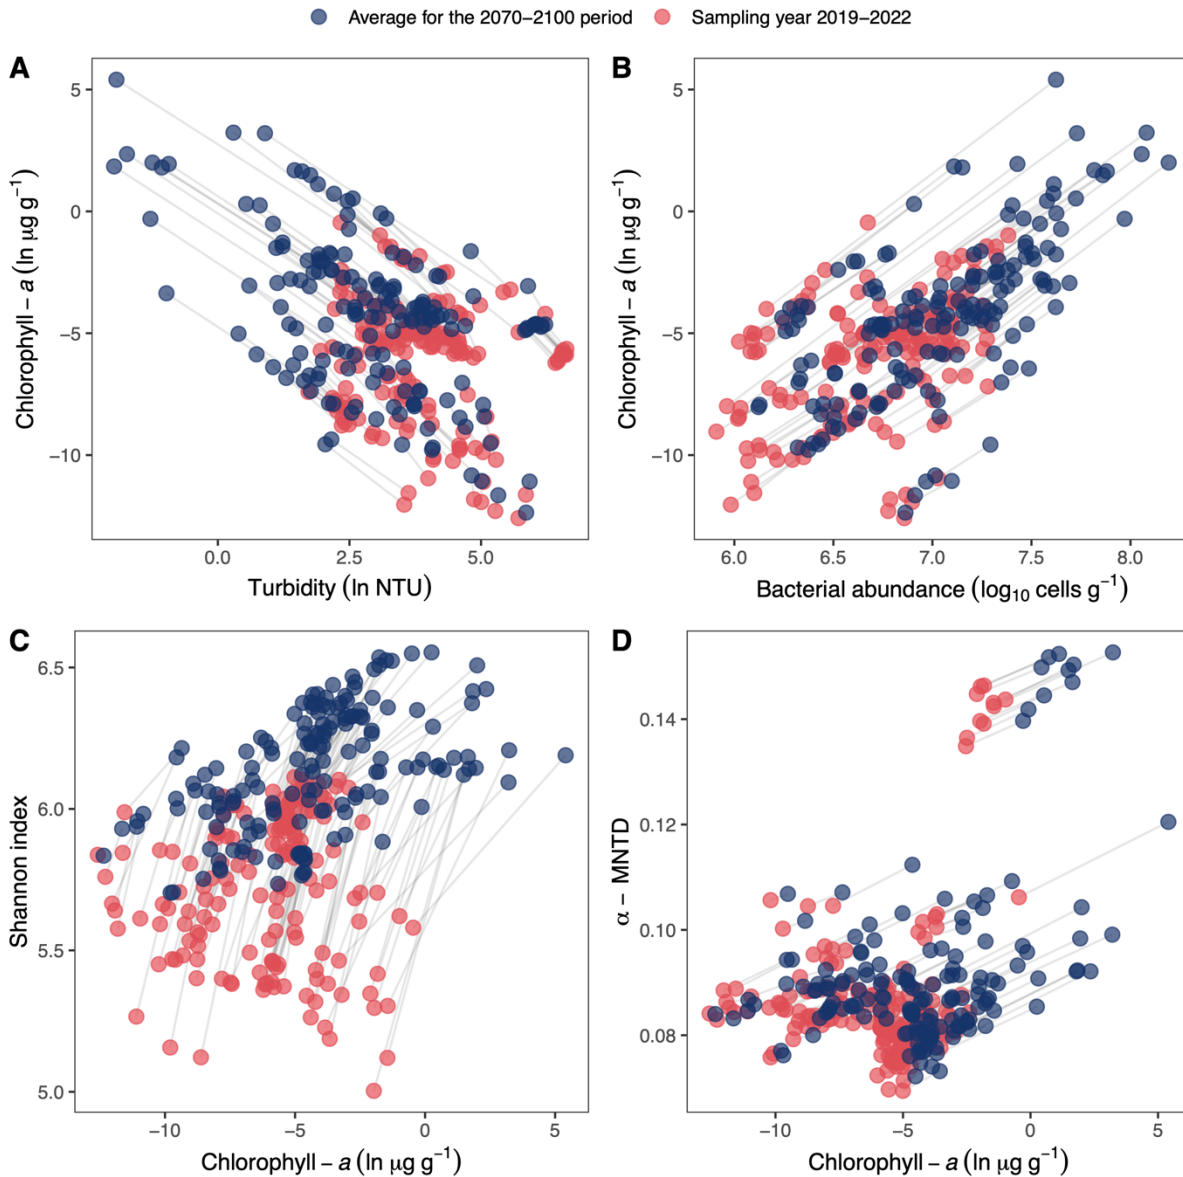 Average for the 2070–2100 period Sampling year 2019–2022
A
B
5
0
−5
−10
Chlorophyll – a (ln µg g⁻¹)
0.0 2.5 5.0
Turbidity (ln NTU)
5
0
−5
−10
Chlorophyll – a (ln µg g⁻¹)
6.0 6.5 7.0 7.5 8.0
Bacterial abundance (log₁₀ cells g⁻¹)
C
D
6.5
6.0
5.5
5.0
Shannon index
−10 −5 0 5
Chlorophyll – a (ln µg g⁻¹)
0.14
0.12
0.10
0.08
α – MNTD
−10 −5 0 5
Chlorophyll – a (ln µg g⁻¹)